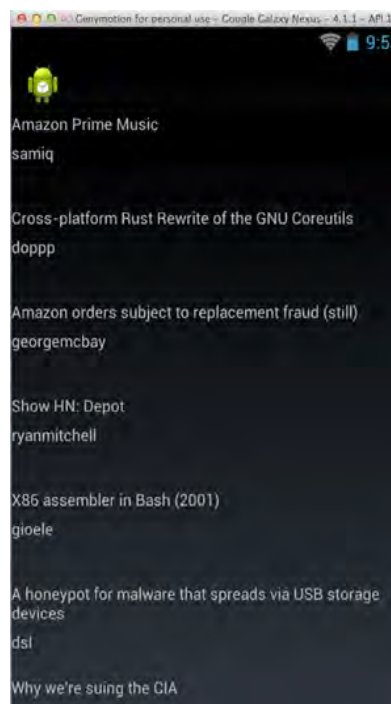 Genymotion for personal use - Google Galaxy Nexus - 4.1.1 - API 1
9:5
Amazon Prime Music
samiq
Cross-platform Rust Rewrite of the GNU Coreutils
doppp
Amazon orders subject to replacement fraud (still)
georgemcbay
Show HN: Depot
ryanmitchell
X86 assembler in Bash (2001)
gioele
A honeypot for malware that spreads via USB storage
devices
dsl
Why we're suing the CIA